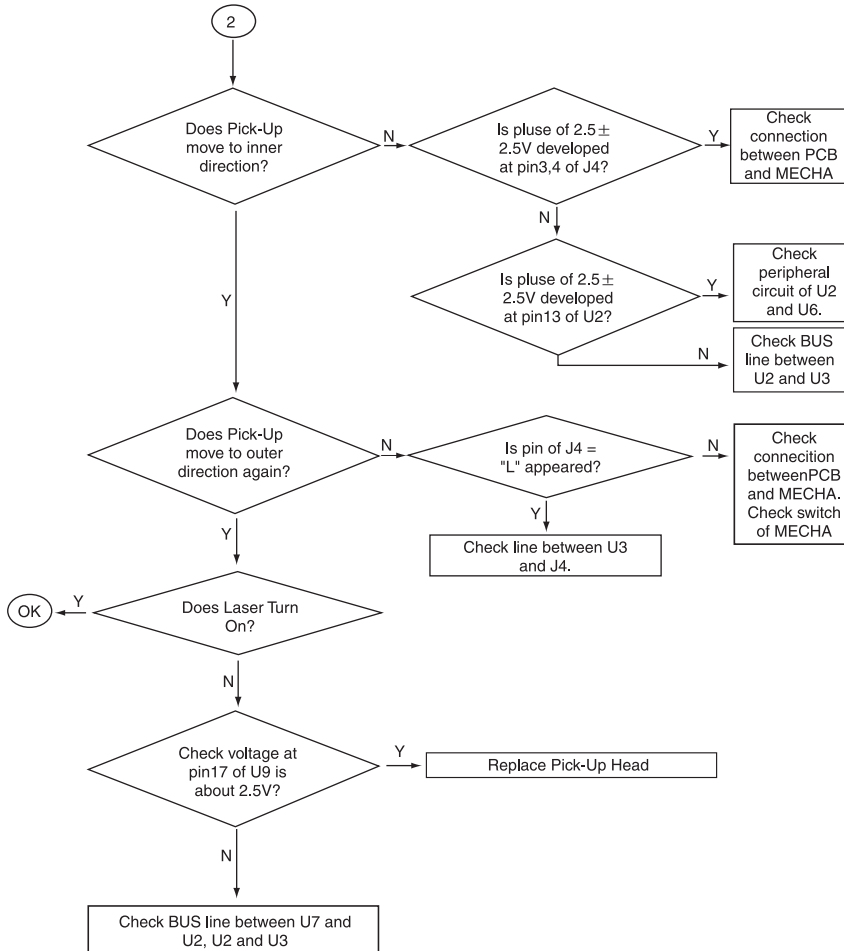 2
Does Pick-Up
move to inner
direction?
N
Is pluse of 2.5±
2.5V developed
at pin3,4 of J4?
Y
Check
connection
between PCB
and MECHA
N
Y
Is pluse of 2.5±
2.5V developed
at pin13 of U2?
Y
Check
peripheral
circuit of U2
and U6.
N
Check BUS
line between
U2 and U3
Does Pick-Up
move to outer
direction again?
N
Is pin of J4 =
"L" appeared?
N
Check
connecition
betweenPCB
and MECHA.
Check switch
of MECHA
Y
Check line between U3
and J4.
Y
Does Laser Turn
On?
Y
OK
N
Check voltage at
pin17 of U9 is
about 2.5V?
Y
Replace Pick-Up Head
N
Check BUS line between U7 and
U2, U2 and U3